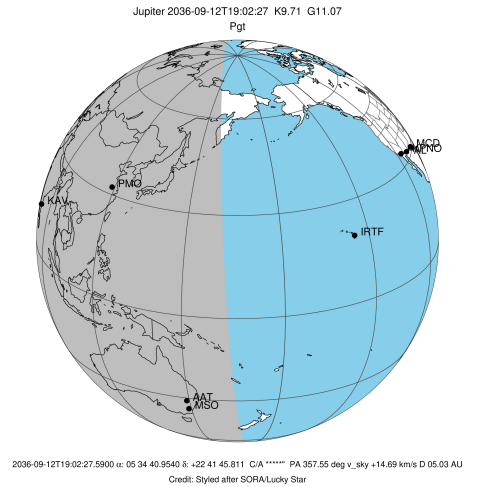 Jupiter 2036-09-12T19:02:27 K9.71 G11.07
Pgt
MCD
KAV
PMO
IRTF
AAT
MSO
2036-09-12T19:02:27.5900 α: 05 34 40.9540 δ: +22 41 45.811 C/A *****" PA 357.55 deg v_sky +14.69 km/s D 05.03 AU
Credit: Styled after SORA/Lucky Star